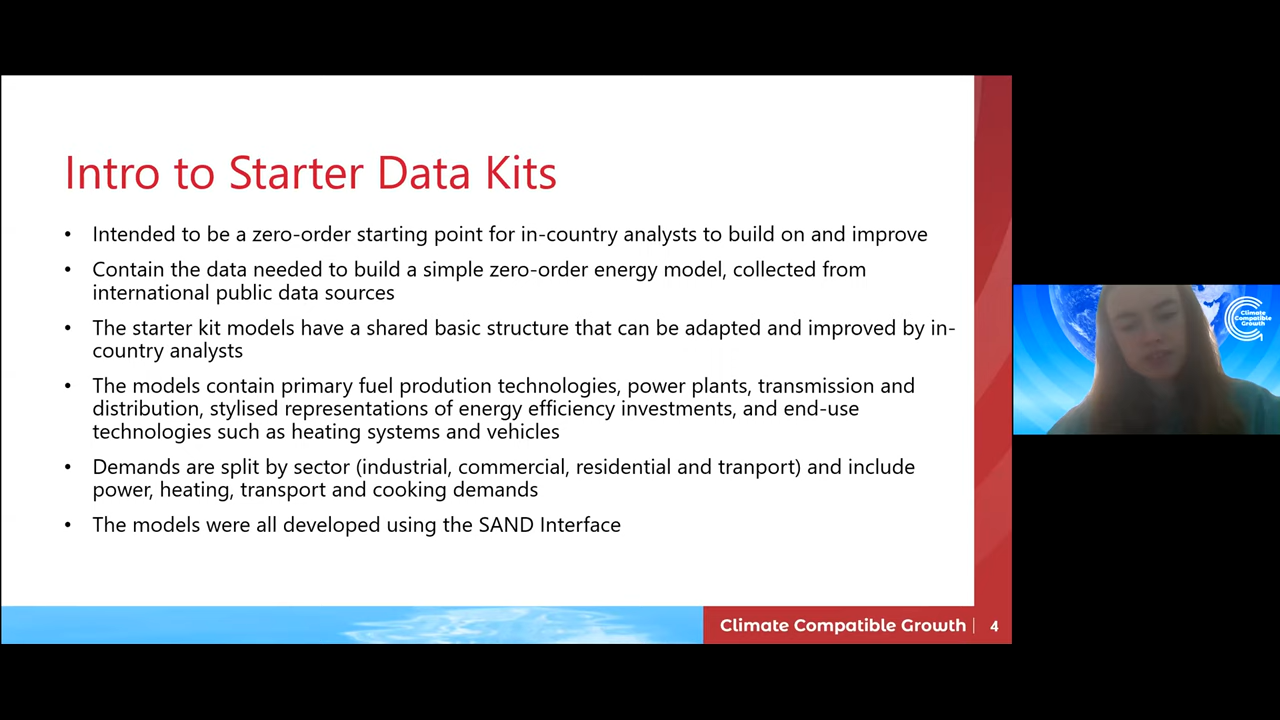 Intro to Starter Data Kits
• Intended to be a zero-order starting point for in-country analysts to build on and improve
• Contain the data needed to build a simple zero-order energy model, collected from
international public data sources
• The starter kit models have a shared basic structure that can be adapted and improved by in-
country analysts
• The models contain primary fuel prodution technologies, power plants, transmission and
distribution, stylised representations of energy efficiency investments, and end-use
technologies such as heating systems and vehicles
• Demands are split by sector (industrial, commercial, residential and tranport) and include
power, heating, transport and cooking demands
• The models were all developed using the SAND Interface
Climate Compatible Growth | 4
Climate
Compatible
Growth